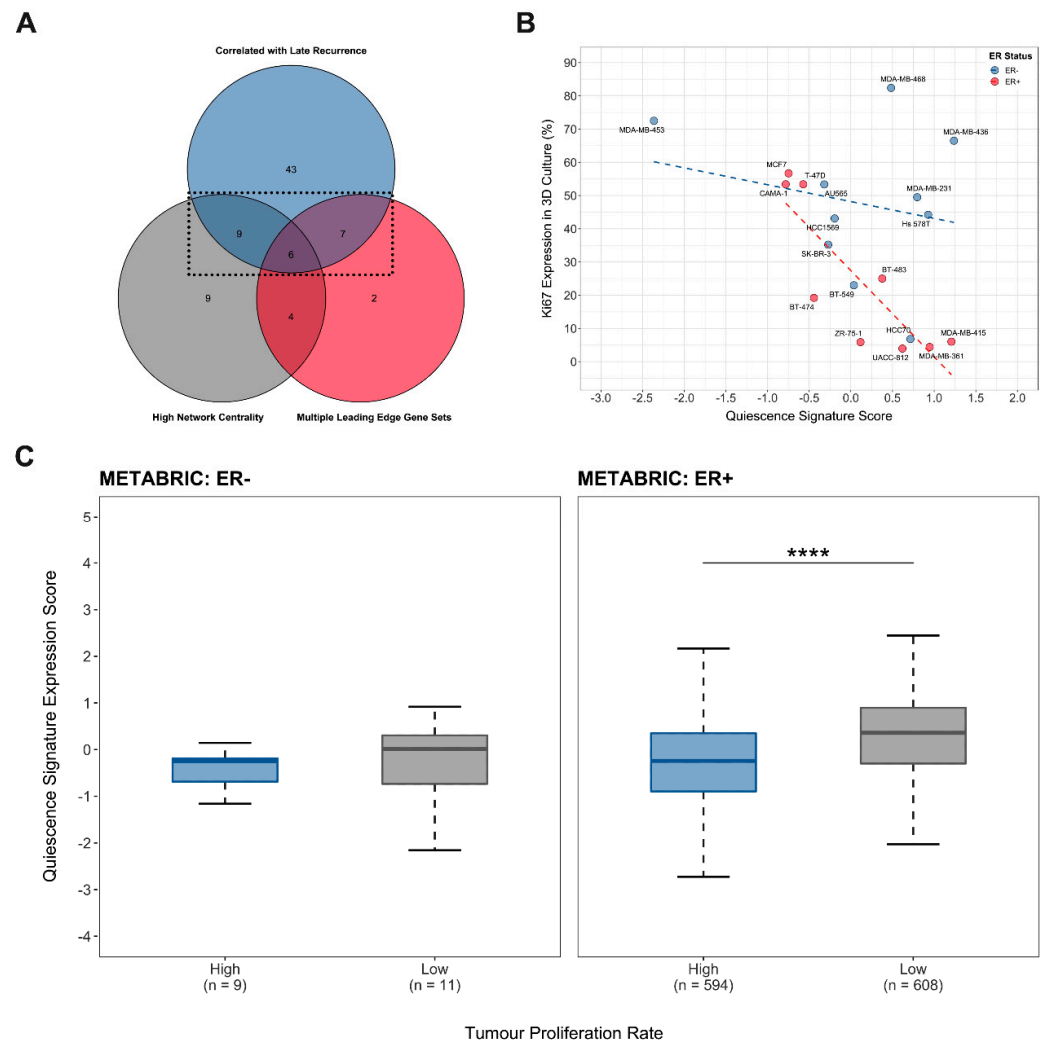 A
Correlated with Late Recurrence
43
9
7
6
9
2
4
High Network Centrality
Multiple Leading Edge Gene Sets
B
Ki67 Expression in 3D Culture (%)
90
80
70
60
50
40
30
20
10
0
ER Status
ER-
ER+
MDA-MB-468
MDA-MB-453
MDA-MB-436
MCF7
T-47D
CAMA-1
AU565
MDA-MB-231
HCC1569
Hs 578T
SK-BR-3
BT-483
BT-549
BT-474
ZR-75-1
HCC70
MDA-MB-415
UACC-812
MDA-MB-361
-3.0 -2.5 -2.0 -1.5 -1.0 -0.5 0.0 0.5 1.0 1.5 2.0
Quiescence Signature Score
C
METABRIC: ER-
METABRIC: ER+
Quiescence Signature Expression Score
5
4
3
2
1
0
-1
-2
-3
-4
****
High
(n = 9)
Low
(n = 11)
High
(n = 594)
Low
(n = 608)
Tumour Proliferation Rate